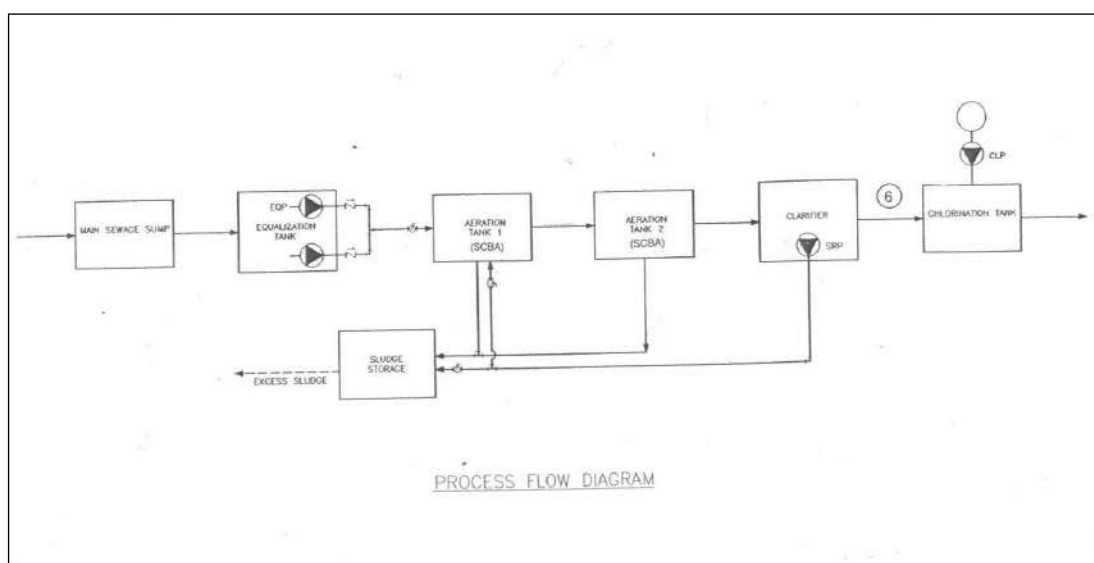 CLP
6
MAIN SEWAGE SUMP
EQP
EQUALIZATION
TANK
AERATION
TANK 1
(SCBA)
AERATION
TANK 2
(SCBA)
CLARIFIER
SRP
CHLORINATION TANK
SLUDGE
STORAGE
EXCESS SLUDGE
PROCESS FLOW DIAGRAM